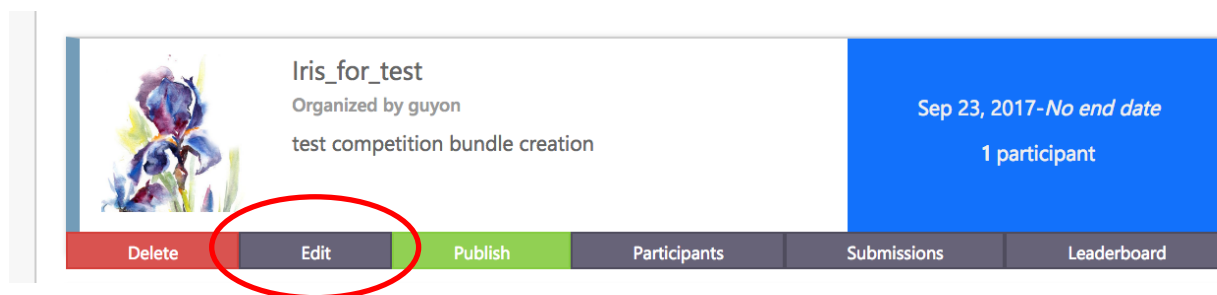 Iris_for_test
Organized by guyon
test competition bundle creation
Sep 23, 2017-No end date
1 participant
Delete
Edit
Publish
Participants
Submissions
Leaderboard